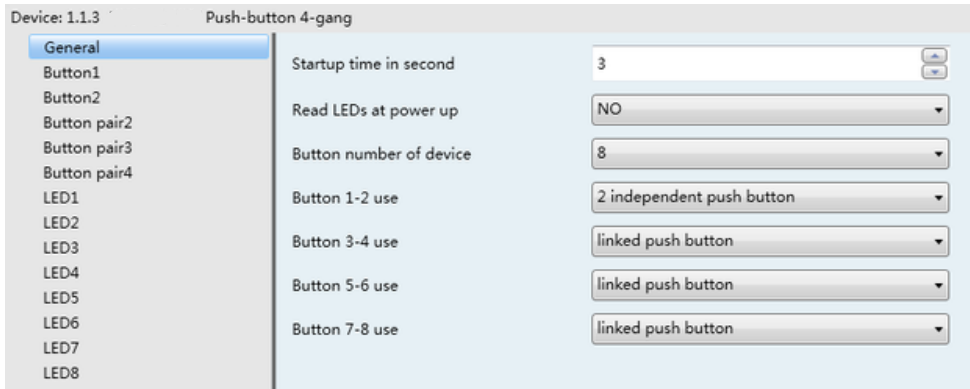 Device: 1.1.3 Push-button 4-gang
General
Button1
Button2
Button pair2
Button pair3
Button pair4
LED1
LED2
LED3
LED4
LED5
LED6
LED7
LED8
Startup time in second 3
Read LEDs at power up NO
Button number of device 8
Button 1-2 use 2 independent push button
Button 3-4 use linked push button
Button 5-6 use linked push button
Button 7-8 use linked push button